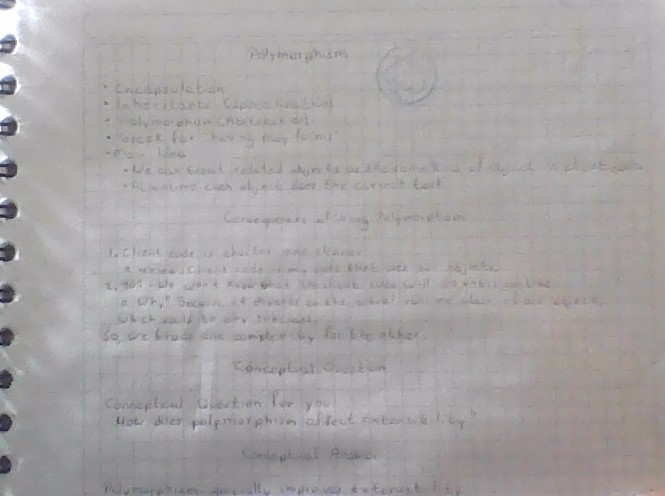 Polymorphism
• Encapsulation
• Inheritance (Specialization)
• Polymorphism (Abstraction)
• Greek for "having many forms"
- Main Idea
• We can treat related objects as the same kind of object in client
• At runtime each object does the correct task
Consequences of Using Polymorphism
1. Client code is shorter and cleaner
a. review: Client code is any code that uses our objects.
2. BUT - We won't know what the client code will do until runtime
a. Why? Because it depends on the actual runtime class of our object,
which could be any subclass.
So, we trade one complexity for the other
Conceptual Question
Conceptual Question for you:
How does polymorphism affect Extensibility?
Conceptual Answer
Polymorphism generally improves extensibility.